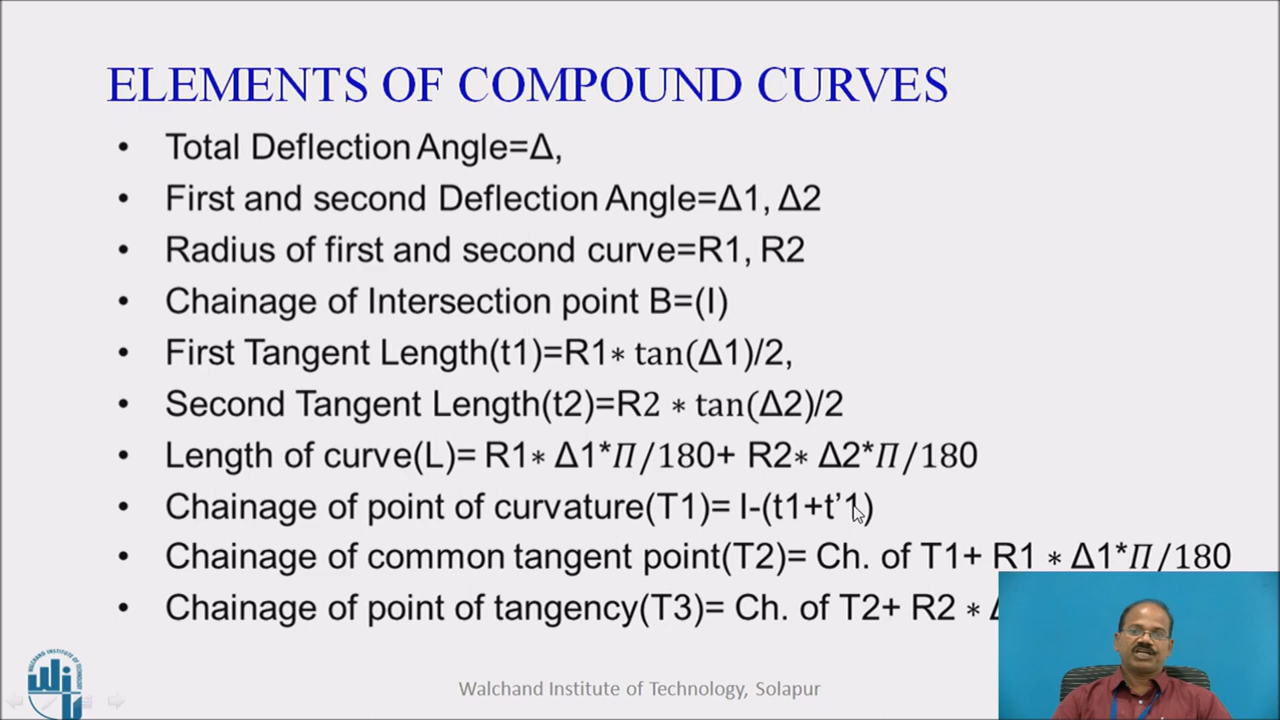 ELEMENTS OF COMPOUND CURVES
• Total Deflection Angle=Δ,
• First and second Deflection Angle=Δ1, Δ2
• Radius of first and second curve=R1, R2
• Chainage of Intersection point B=(I)
• First Tangent Length(t1)=R1∗ tan(Δ1)/2,
• Second Tangent Length(t2)=R2 ∗ tan(Δ2)/2
• Length of curve(L)= R1∗ Δ1*Π/180+ R2∗ Δ2*Π/180
• Chainage of point of curvature(T1)= I-(t1+t’1)
• Chainage of common tangent point(T2)= Ch. of T1+ R1 ∗ Δ1*Π/180
• Chainage of point of tangency(T3)= Ch. of T2+ R2 ∗
WALCHAND INSTITUTE OF TECHNOLOGY
Walchand Institute of Technology, Solapur